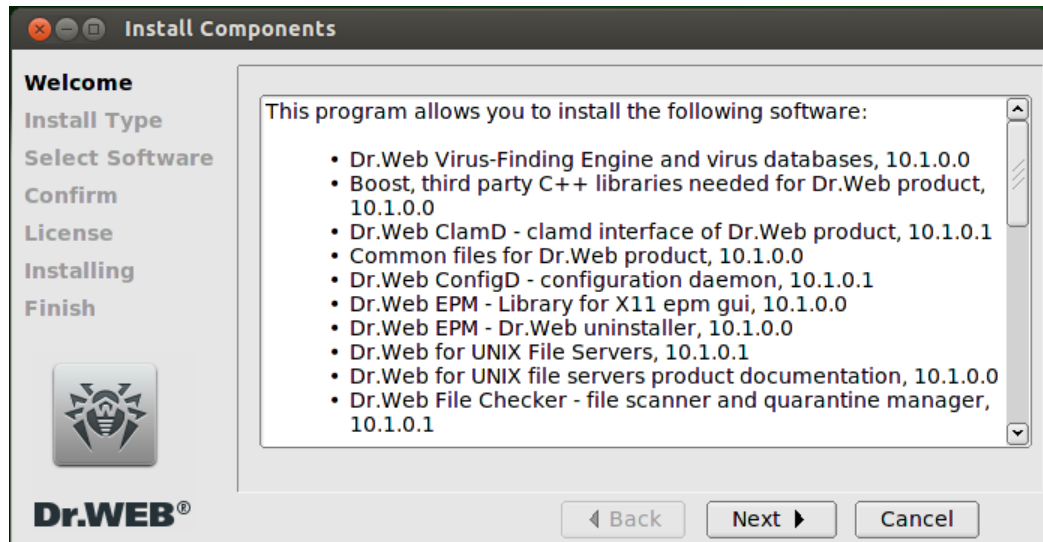 Install Components
Welcome
Install Type
Select Software
Confirm
License
Installing
Finish
This program allows you to install the following software:
• Dr.Web Virus-Finding Engine and virus databases, 10.1.0.0
• Boost, third party C++ libraries needed for Dr.Web product,
10.1.0.0
• Dr.Web ClamD - clamd interface of Dr.Web product, 10.1.0.1
• Common files for Dr.Web product, 10.1.0.0
• Dr.Web ConfigD - configuration daemon, 10.1.0.1
• Dr.Web EPM - Library for X11 epm gui, 10.1.0.0
• Dr.Web EPM - Dr.Web uninstaller, 10.1.0.0
• Dr.Web for UNIX File Servers, 10.1.0.1
• Dr.Web for UNIX file servers product documentation, 10.1.0.0
• Dr.Web File Checker - file scanner and quarantine manager,
10.1.0.1
Dr.WEB®
Back
Next
Cancel